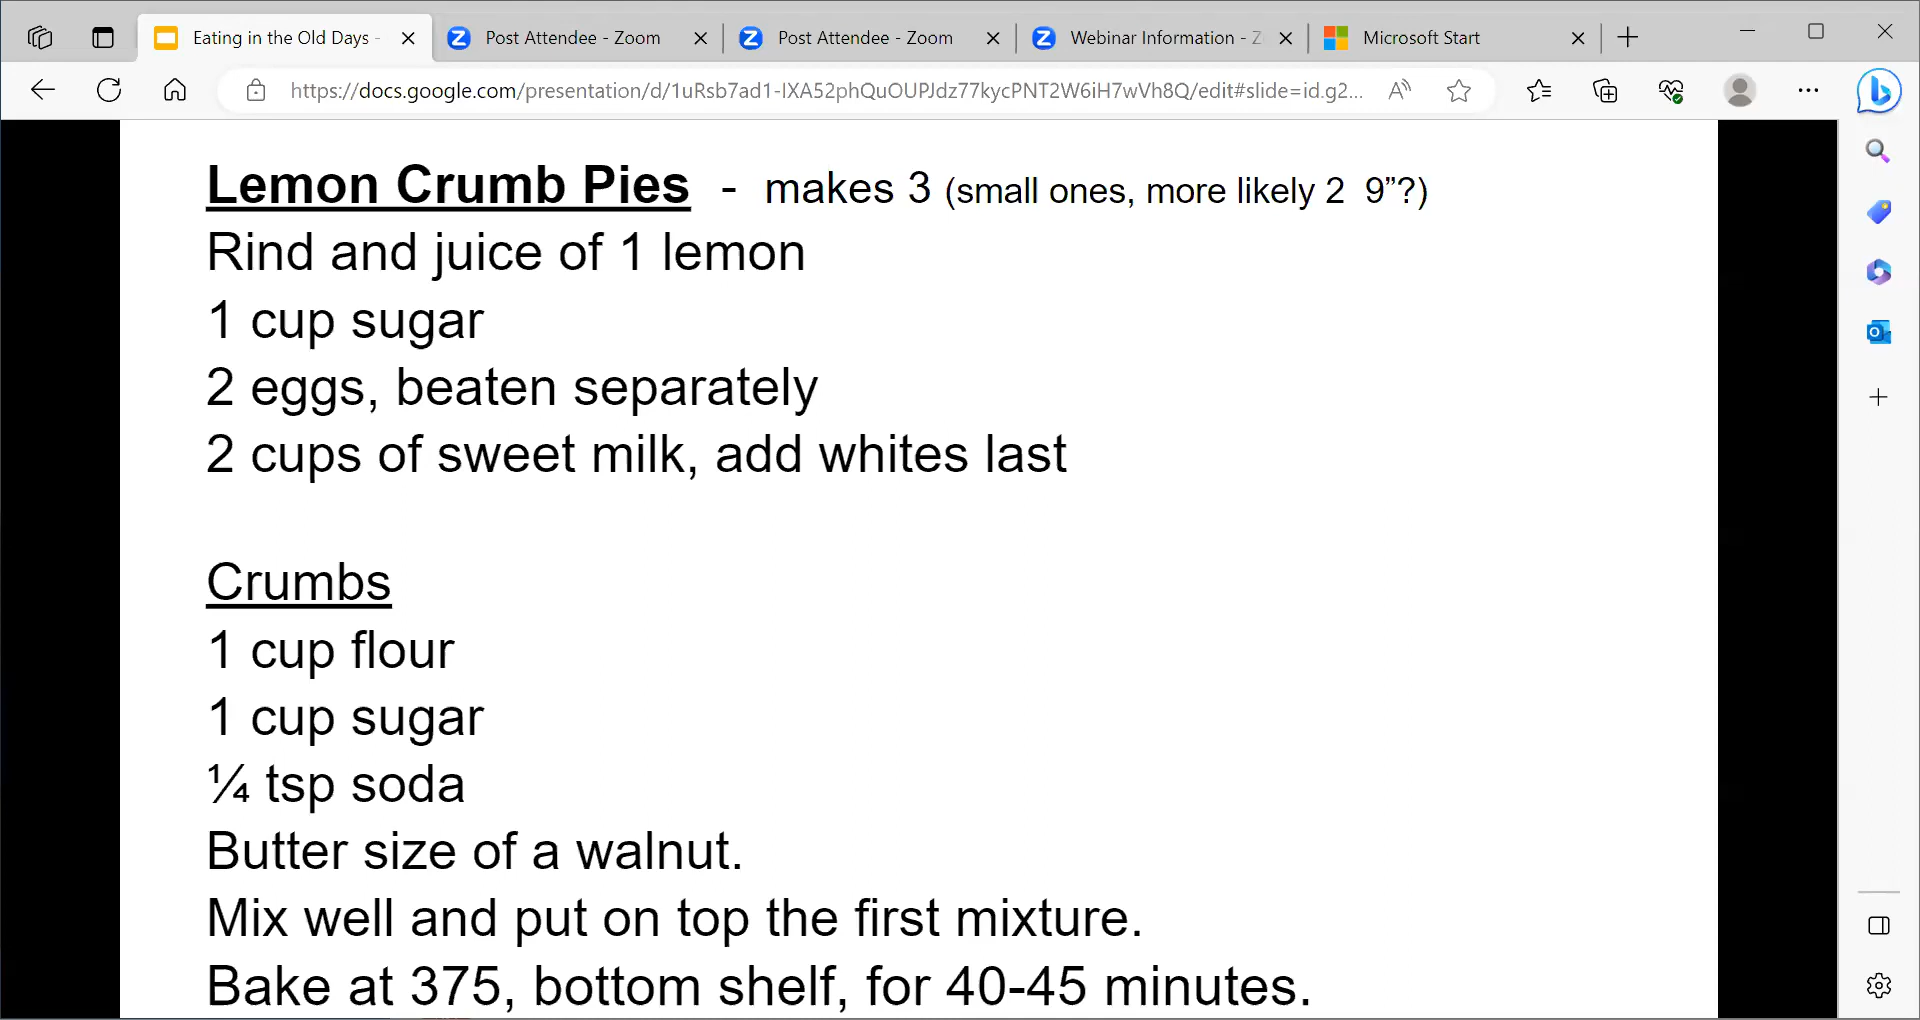 Eating in the Old Days -
Post Attendee - Zoom
Post Attendee - Zoom
Webinar Information - Z
Microsoft Start
https://docs.google.com/presentation/d/1uRsb7ad1-IXA52phQuOUPJdz77kycPNT2W6iH7wVh8Q/edit#slide=id.g2...
Lemon Crumb Pies - makes 3 (small ones, more likely 2 9”?)
Rind and juice of 1 lemon
1 cup sugar
2 eggs, beaten separately
2 cups of sweet milk, add whites last
Crumbs
1 cup flour
1 cup sugar
¼ tsp soda
Butter size of a walnut.
Mix well and put on top the first mixture.
Bake at 375, bottom shelf, for 40-45 minutes.